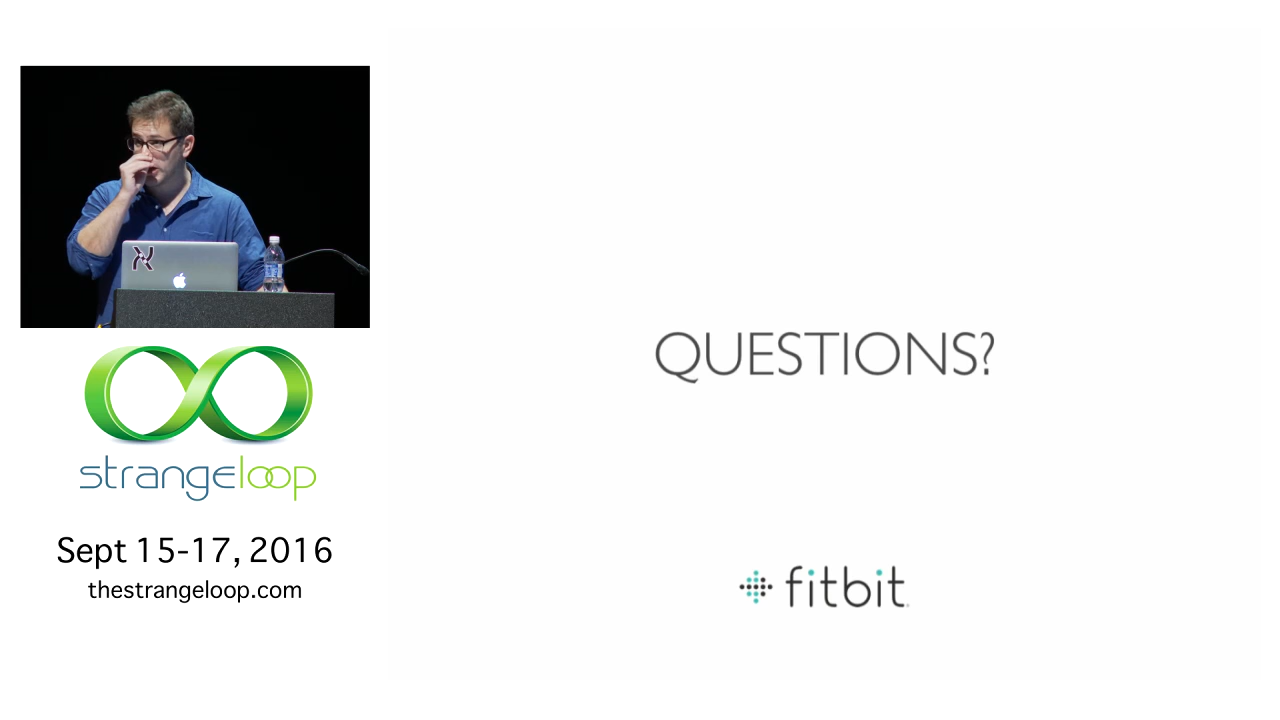 strangeloop
Sept 15-17, 2016
thestrangeloop.com
QUESTIONS?
fitbit